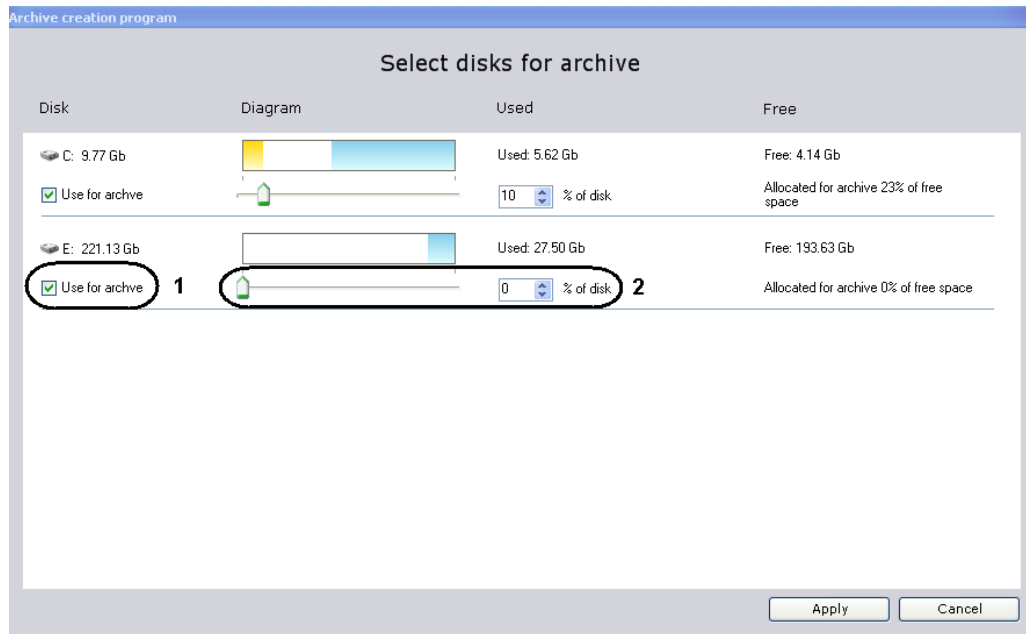 Archive creation program
Select disks for archive
Disk Diagram Used Free
C: 9.77 Gb Used: 5.62 Gb Free: 4.14 Gb
Use for archve 10 % of disk Allocated for archive 23% of free
space
E: 221.13 Gb Used: 27.50 Gb Free: 193.63 Gb
Use for archve 1 0 % of disk 2 Allocated for archive 0% of free space
Apply Cancel